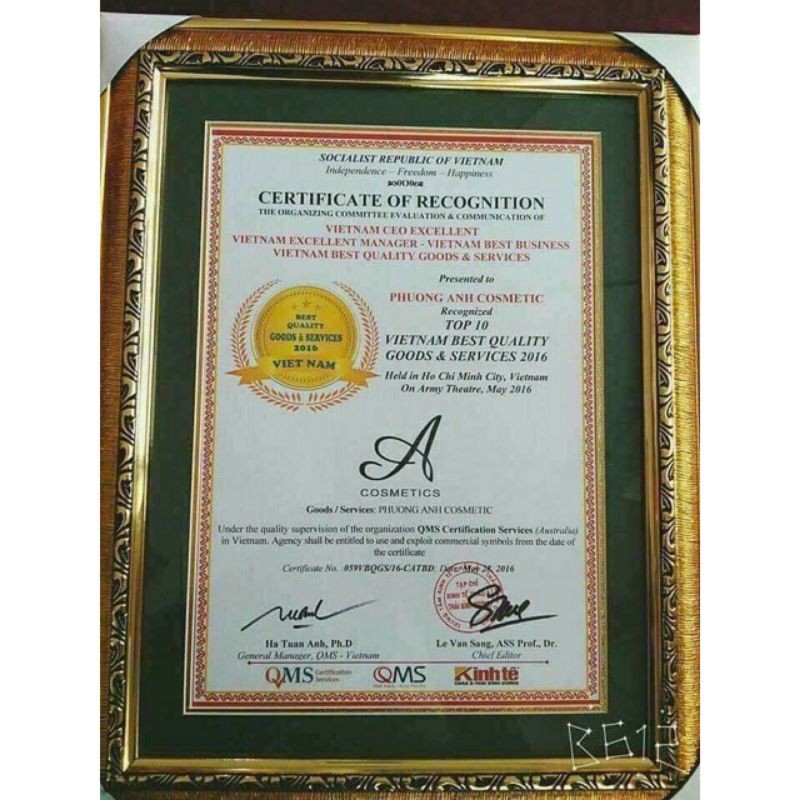 SOCIALIST REPUBLIC OF VIETNAM
Independence – Freedom – Happiness
CERTIFICATE OF RECOGNITION
THE ORGANIZING COMMITTEE EVALUATION & COMMUNICATION OF
VIETNAM CEO EXCELLENT
VIETNAM EXCELLENT MANAGER - VIETNAM BEST BUSINESS
VIETNAM BEST QUALITY GOODS & SERVICES
Presented to
PHUONG ANH COSMETIC
Recognized
TOP 10
VIETNAM BEST QUALITY
GOODS & SERVICES 2016
Held in Ho Chi Minh City, Vietnam
On Army Theatre, May 2016
BEST
QUALITY
GOODS & SERVICES
2016
VIET NAM
A
COSMETICS
Goods / Services: PHUONG ANH COSMETIC
Under the quality supervision of the organization QMS Certification Services (Australia)
in Vietnam. Agency shall be entitled to use and exploit commercial symbols from the date of
the certificate
Certificate No. :059VBQGS/16-CATBD; Date: May 28, 2016
TẠP CHÍ
KINH TẾ
Ha Tuan Anh, Ph.D
General Manager, QMS - Vietnam
Le Van Sang, ASS Prof., Dr.
Chief Editor
QMS Certification
Services
QMS
Kinh tế
B612